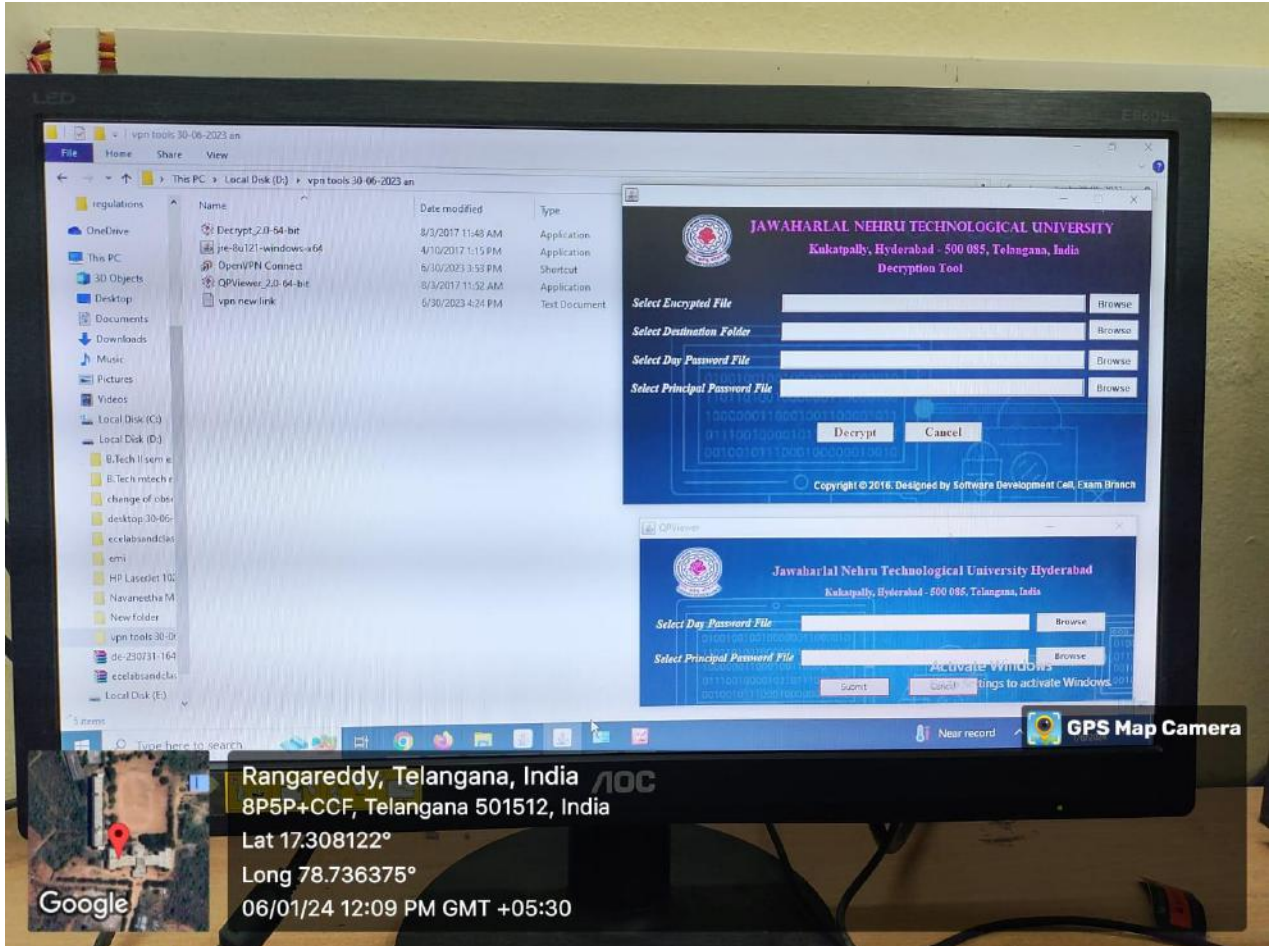 LED
vpn tools 30-06-2023 an
File Home Share View
This PC > Local Disk (D:) > vpn tools 30-06-2023 an
Name Date modified Type
Decrypt_2.0-64-bit 8/3/2017 11:48 AM Application
jre-8u121-windows-x64 4/10/2017 1:15 PM Application
OpenVPN Connect 6/30/2023 3:53 PM Shortcut
QPViewer_2.0-64-bit 8/3/2017 11:52 AM Application
vpn new link 6/30/2023 4:24 PM Text Document
regulations
OneDrive
This PC
3D Objects
Desktop
Documents
Downloads
Music
Pictures
Videos
Local Disk (C:)
Local Disk (D:)
B.Tech II sem e
B.Tech mtech e
change of obse
desktop 30-06-
ecelabsandclas
emi
HP LaserJet 102
Navaneetha M
New folder
vpn tools 30-0
de-230731-164
ecelabsandclas
Local Disk (E:)
5 items
JAWAHARLAL NEHRU TECHNOLOGICAL UNIVERSITY
Kukatpally, Hyderabad - 500 085, Telangana, India
Decryption Tool
Select Encrypted File Browse
Select Destination Folder Browse
Select Day Password File Browse
Select Principal Password File Browse
Decrypt Cancel
Copyright © 2016. Designed by Software Development Cell, Exam Branch
QPViewer
Jawaharlal Nehru Technological University Hyderabad
Kukatpally, Hyderabad - 500 085, Telangana, India
Select Day Password File Browse
Select Principal Password File Browse
Activate Windows
Submit Cancel tings to activate Windows.
Type here to search
Near record
GPS Map Camera
AOC
Rangareddy, Telangana, India
8P5P+CCF, Telangana 501512, India
Lat 17.308122°
Long 78.736375°
06/01/24 12:09 PM GMT +05:30
Google